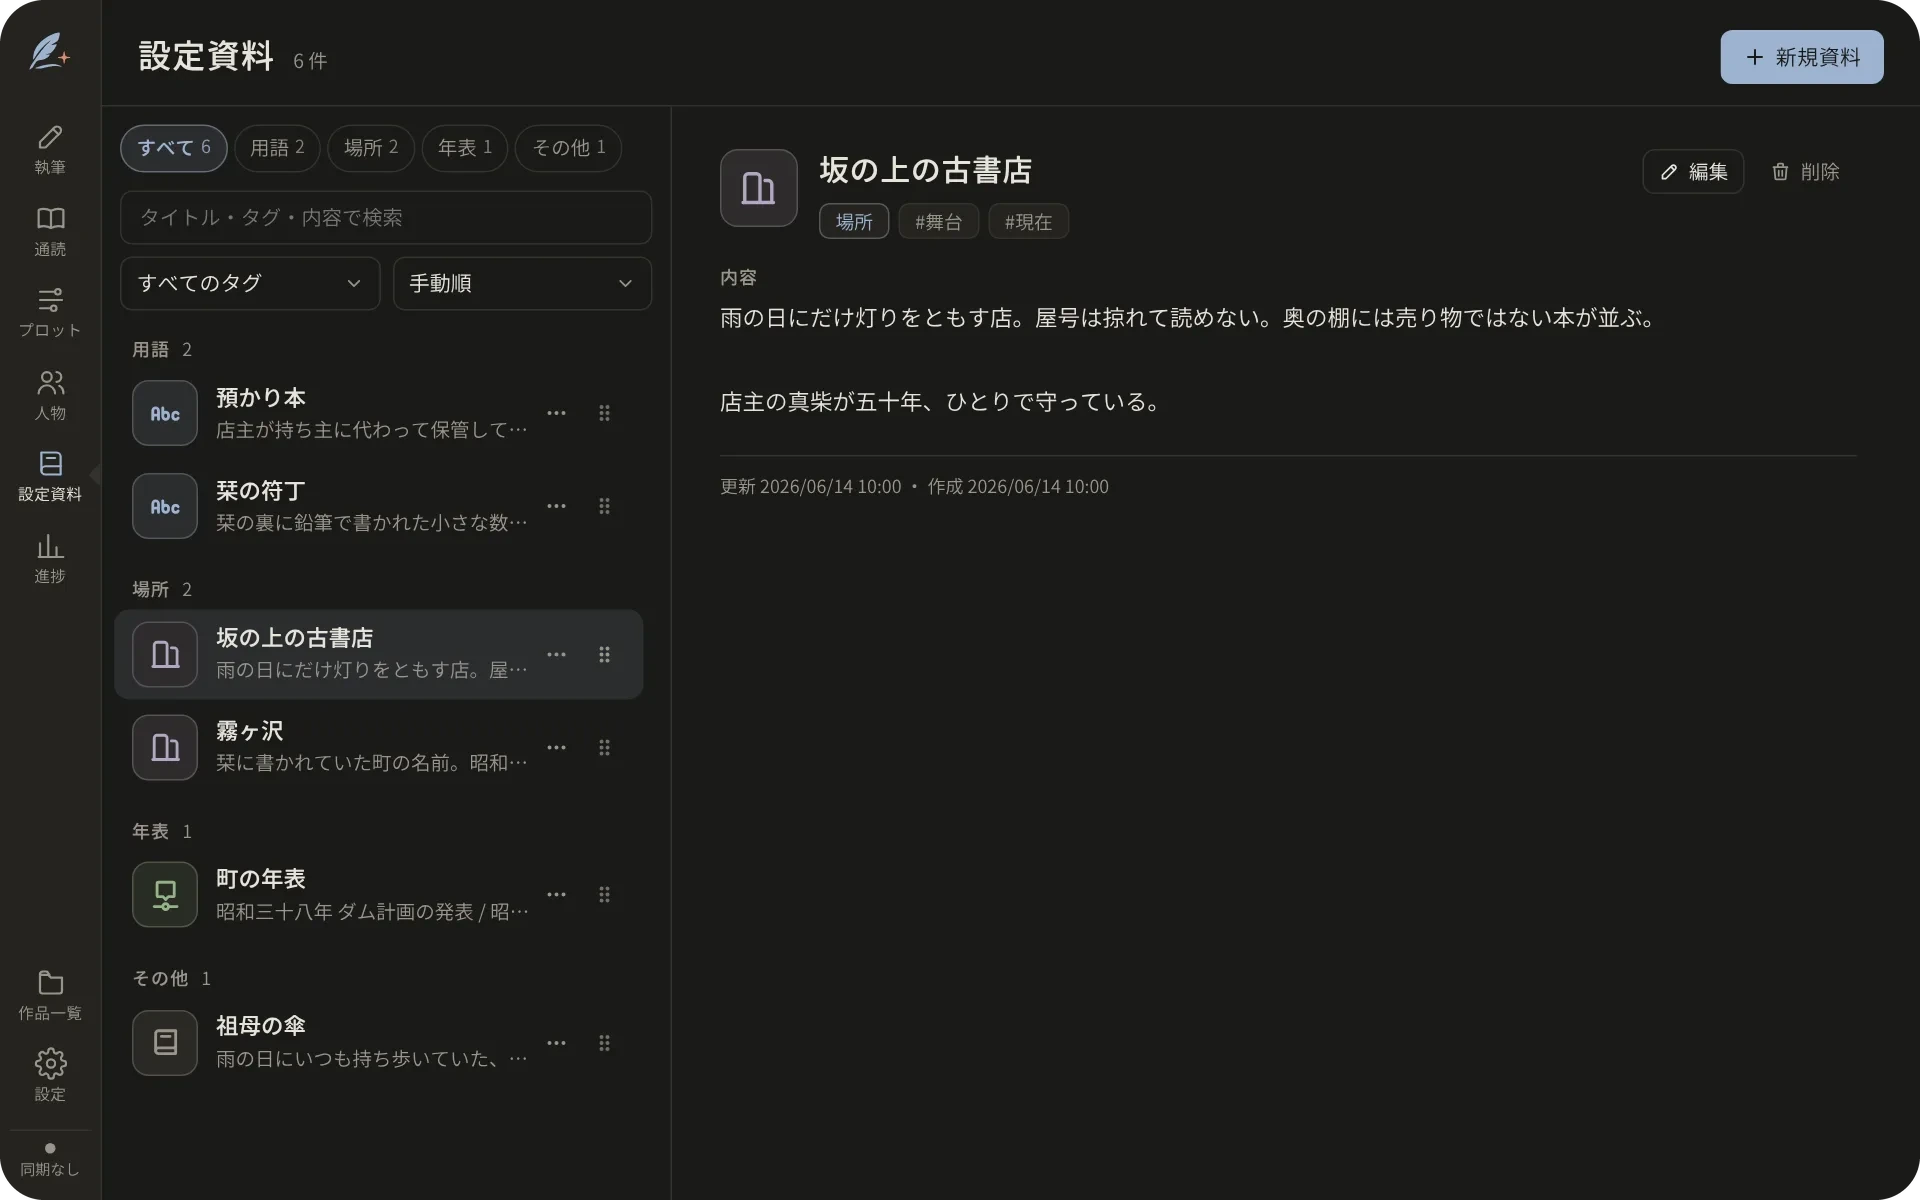 設定資料 6件
新規資料
執筆
通読
プロット
人物
設定資料
進捗
作品一覧
設定
同期なし
すべて 6 用語 2 場所 2 年表 1 その他 1
タイトル・タグ・内容で検索
すべてのタグ 手動順
用語 2
Abc 預かり本
店主が持ち主に代わって保管して…
Abc 栞の符丁
栞の裏に鉛筆で書かれた小さな数…
場所 2
坂の上の古書店
雨の日にだけ灯りをともす店。屋…
霧ヶ沢
栞に書かれていた町の名前。昭和…
年表 1
町の年表
昭和三十八年 ダム計画の発表 / 昭…
その他 1
祖母の傘
雨の日にいつも持ち歩いていた、…
坂の上の古書店
編集 削除
場所 #舞台 #現在
内容
雨の日にだけ灯りをともす店。屋号は掠れて読めない。奥の棚には売り物ではない本が並ぶ。
店主の真柴が五十年、ひとりで守っている。
更新 2026/06/14 10:00 ・ 作成 2026/06/14 10:00